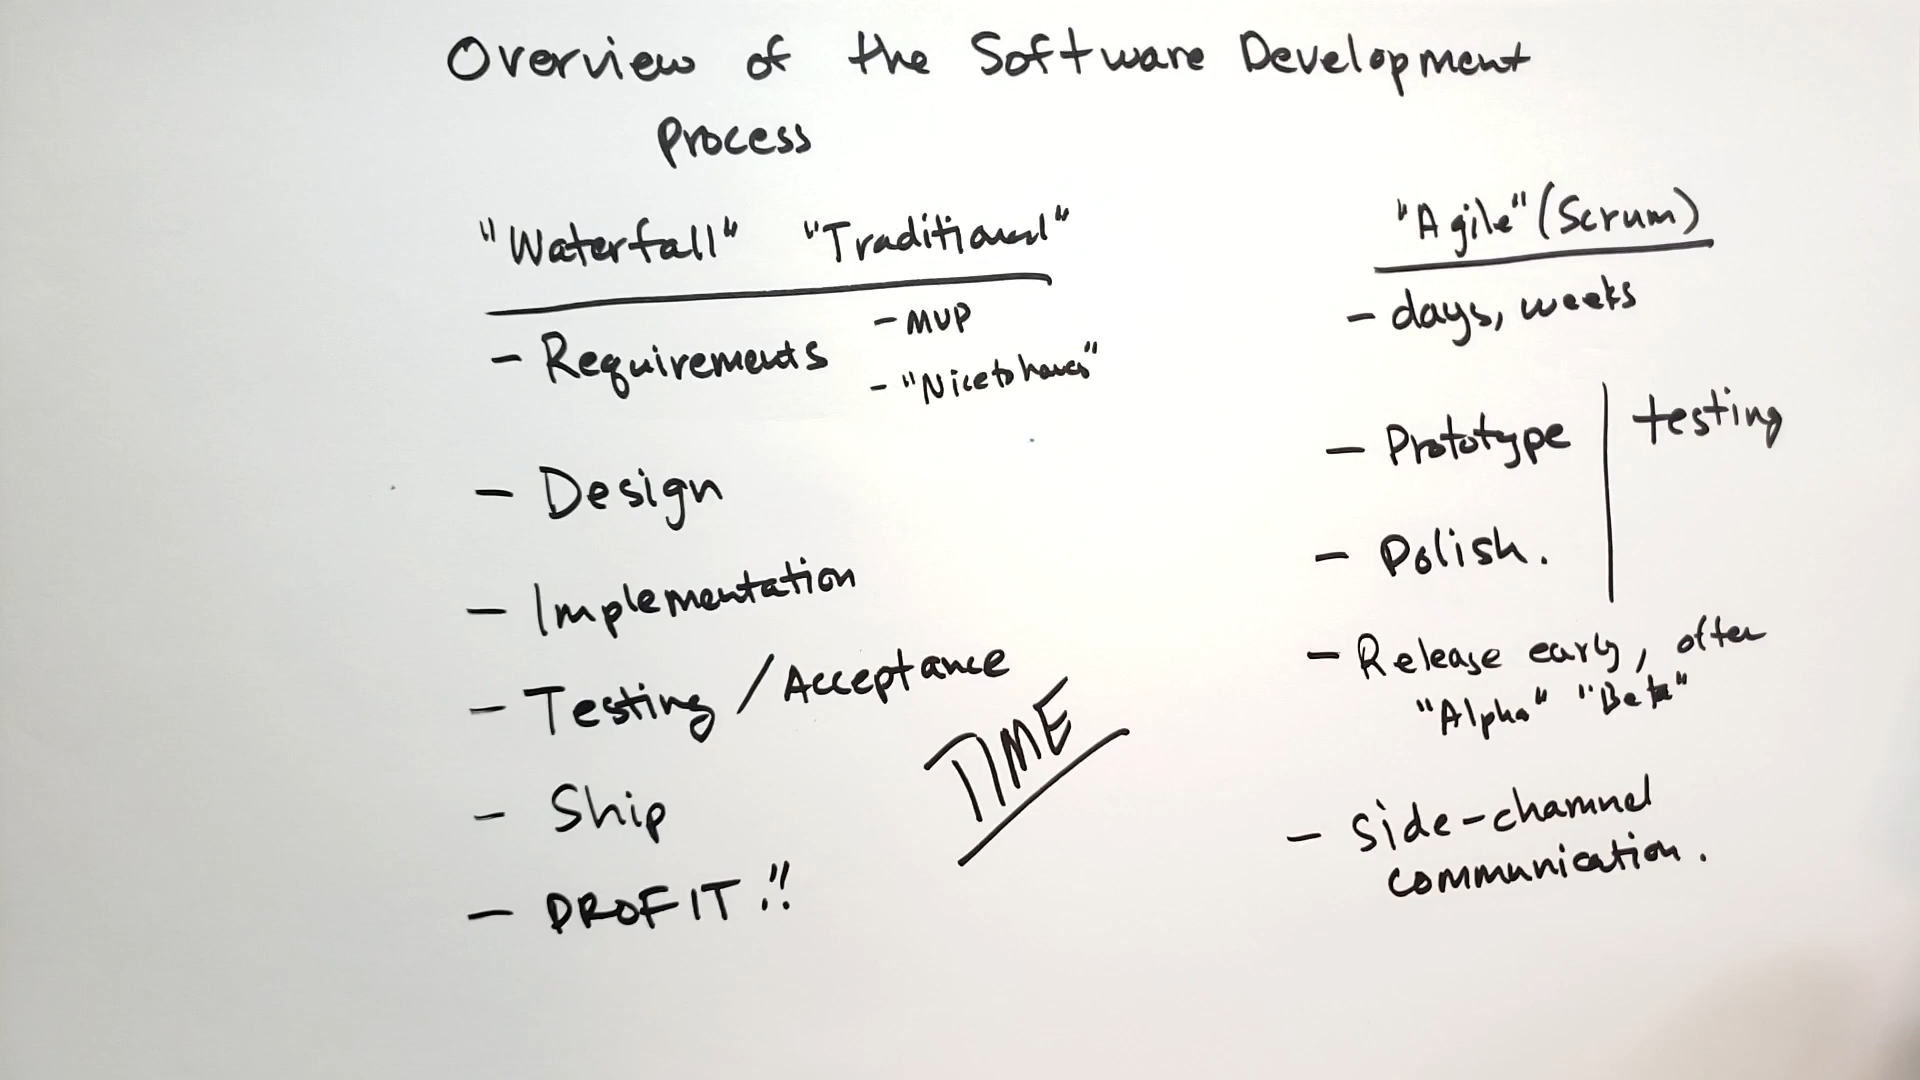 Overview of the Software Development
Process
"Waterfall" "Traditional"
- Requirements
- MVP
- "Nice to haves"
- Design
- Implementation
- Testing / Acceptance
- Ship
- PROFIT!!
TIME
"Agile" (Scrum)
- days, weeks
- Prototype | testing
- Polish.
- Release early, often
"Alpha" "Beta"
- Side-channel
communication.